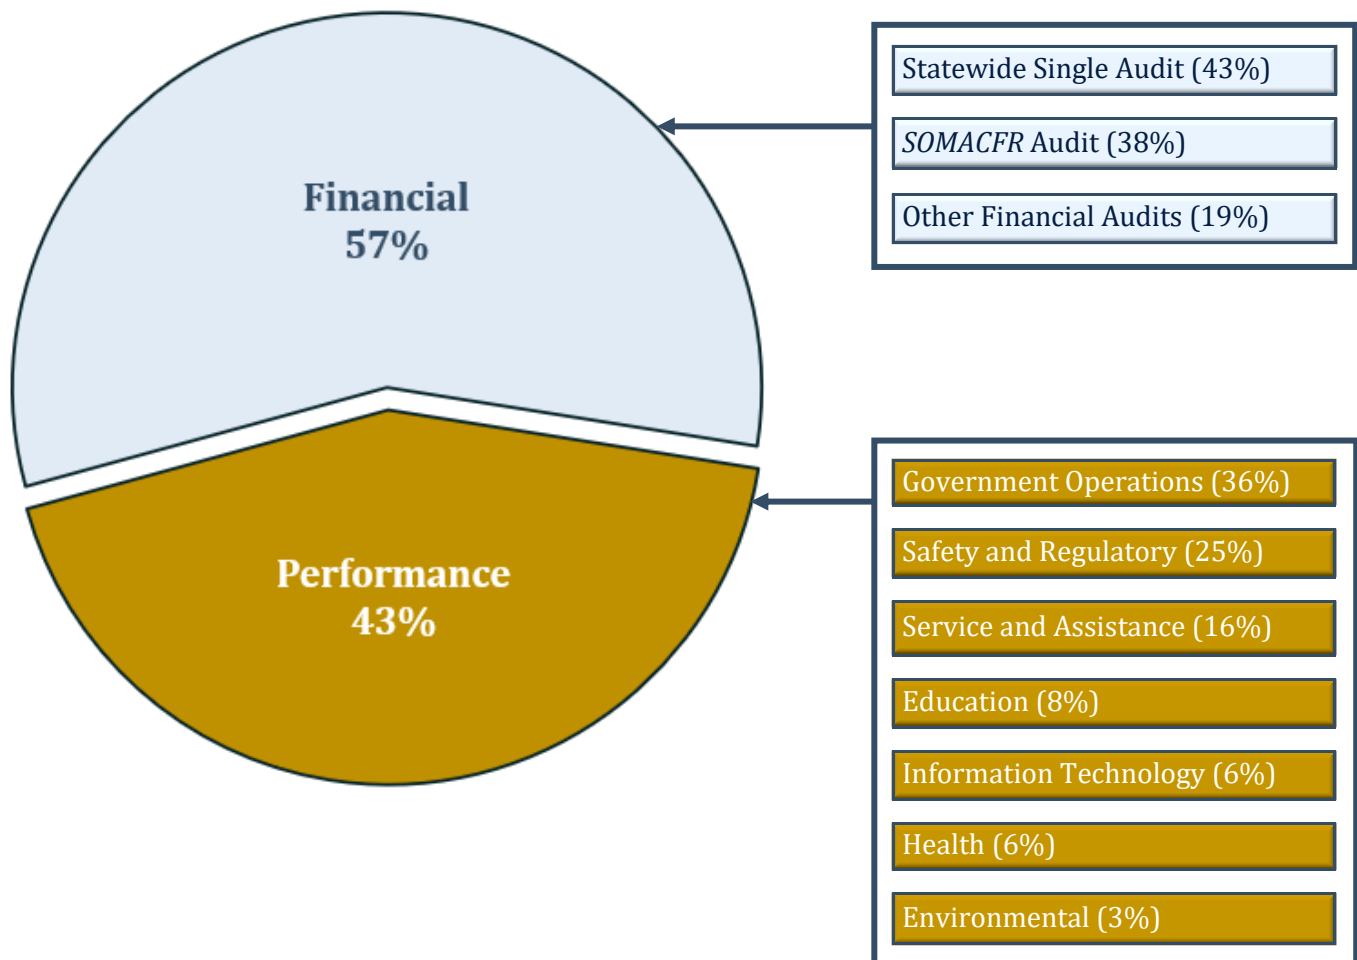 Financial
57%
Statewide Single Audit (43%)
SOMACFR Audit (38%)
Other Financial Audits (19%)
Performance
43%
Government Operations (36%)
Safety and Regulatory (25%)
Service and Assistance (16%)
Education (8%)
Information Technology (6%)
Health (6%)
Environmental (3%)